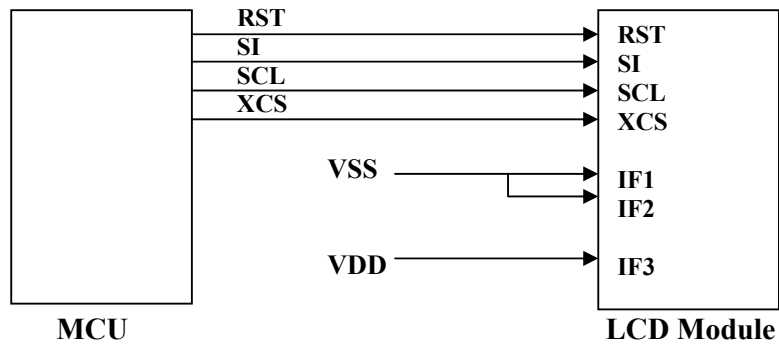 RST
RST
SI
SI
SCL
SCL
XCS
XCS
VSS
IF1
IF2
VDD
IF3
MCU
LCD Module